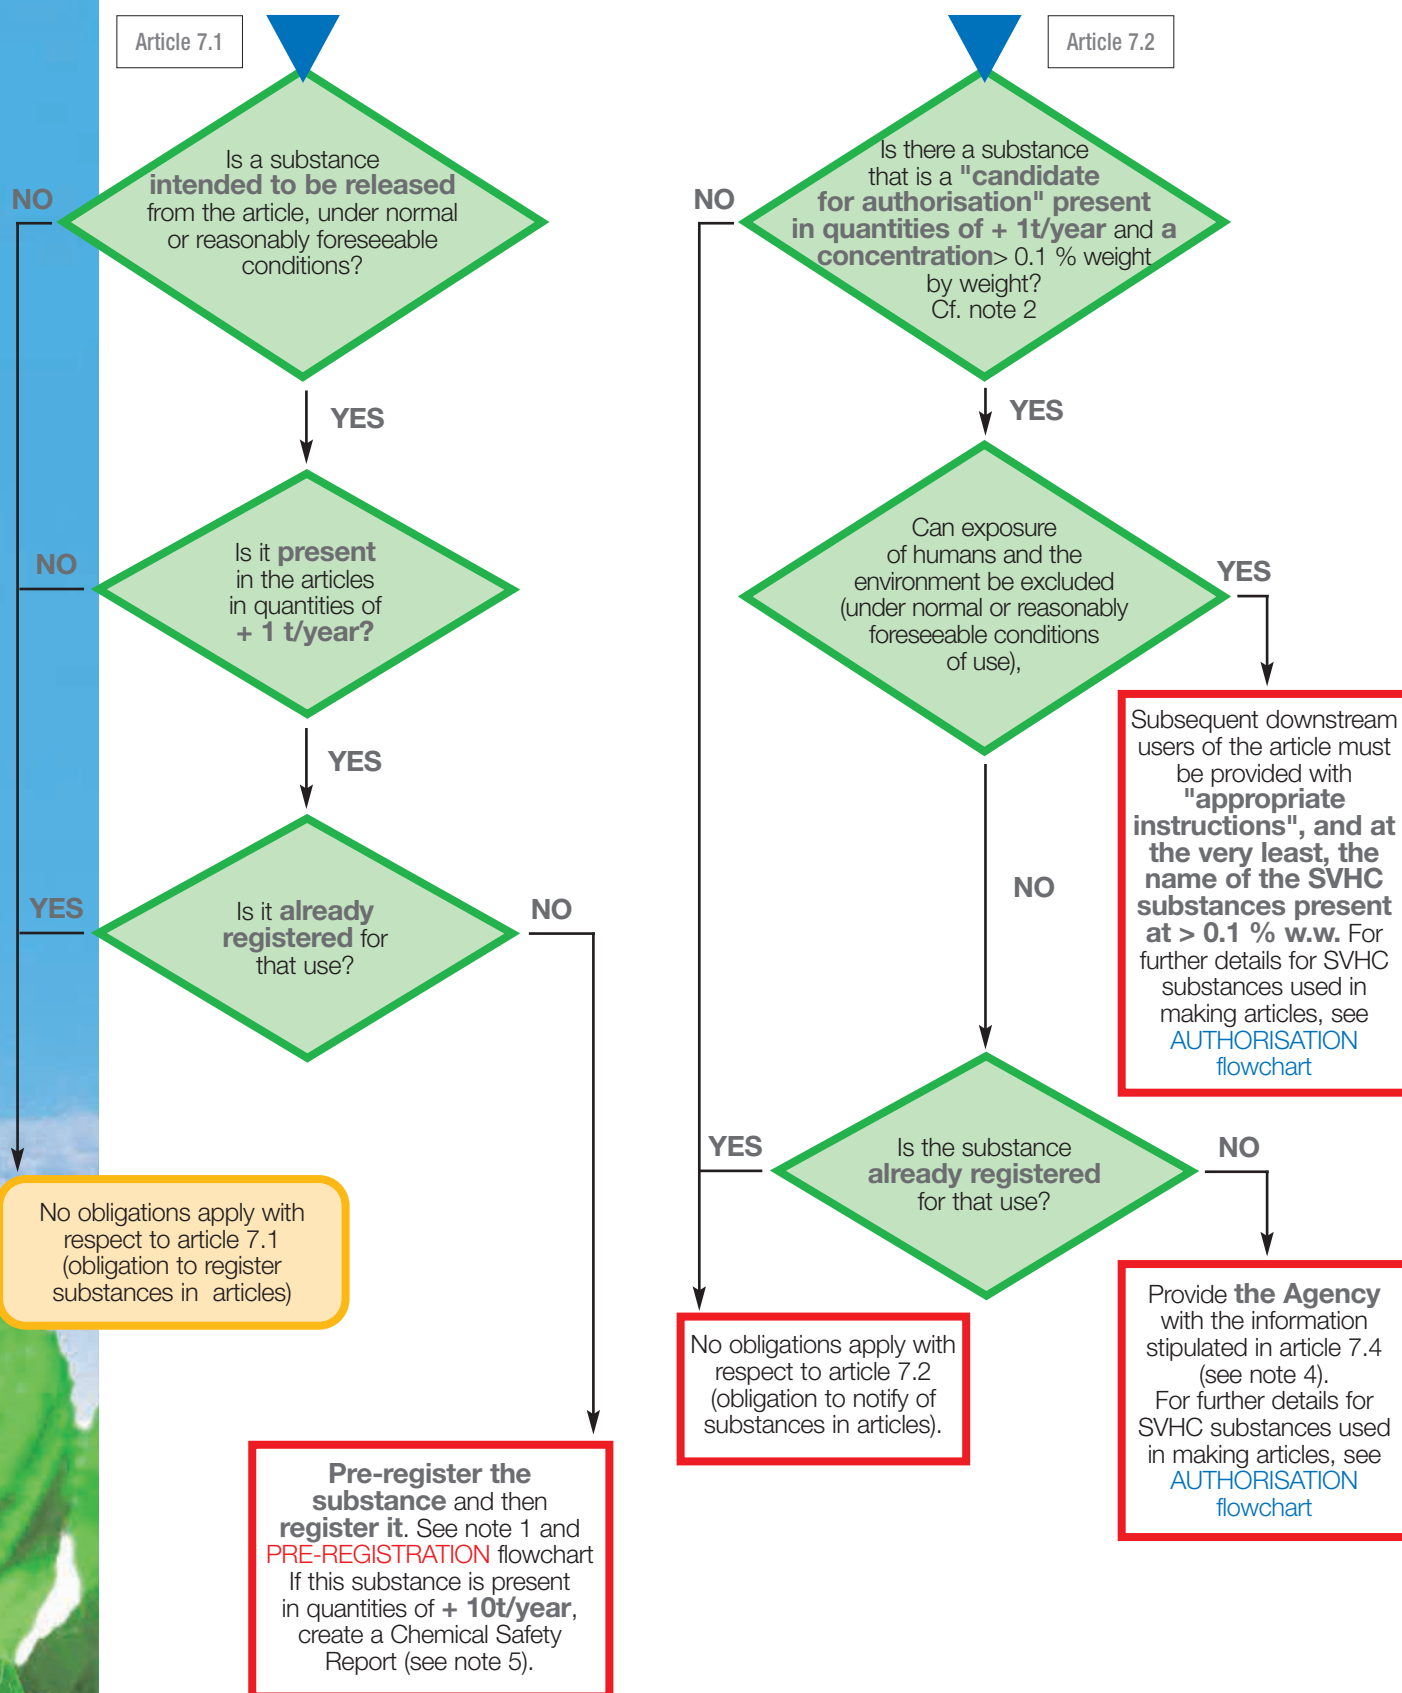 Article 7.1
Is a substance
intended to be released
from the article, under normal
or reasonably foreseeable
conditions?
NO
YES
Is it present
in the articles
in quantities of
+ 1 t/year?
NO
YES
Is it already
registered for
that use?
YES
NO
No obligations apply with
respect to article 7.1
(obligation to register
substances in articles)
Pre-register the
substance and then
register it. See note 1 and
PRE-REGISTRATION flowchart
If this substance is present
in quantities of + 10t/year,
create a Chemical Safety
Report (see note 5).
Article 7.2
Is there a substance
that is a "candidate
for authorisation" present
in quantities of + 1t/year and a
concentration> 0.1 % weight
by weight?
Cf. note 2
NO
YES
Can exposure
of humans and the
environment be excluded
(under normal or reasonably
foreseeable conditions
of use),
YES
Subsequent downstream
users of the article must
be provided with
"appropriate
instructions", and at
the very least, the
name of the SVHC
substances present
at > 0.1 % w.w. For
further details for SVHC
substances used in
making articles, see
AUTHORISATION
flowchart
NO
Is the substance
already registered
for that use?
YES
NO
No obligations apply with
respect to article 7.2
(obligation to notify of
substances in articles).
Provide the Agency
with the information
stipulated in article 7.4
(see note 4).
For further details for
SVHC substances used
in making articles, see
AUTHORISATION
flowchart